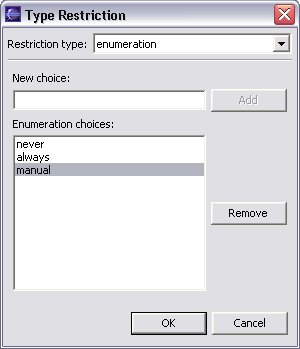 Type Restriction
Restriction type: enumeration
New choice:
Add
Enumeration choices:
never
always
manual
Remove
OK Cancel